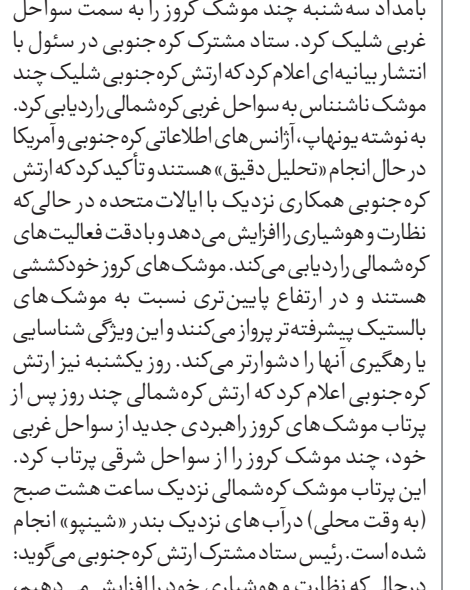 بامداد سه‌شنبه چند موشک کروز را به سمت سواحل
غربی شلیک کرد. ستاد مشترک کره جنوبی در سئول با
انتشار بیانیه‌ای اعلام کرد که ارتش کره‌جنوبی شلیک چند
موشک ناشناس به سواحل غربی کره‌شمالی را ردیابی کرد.
به نوشته یونهاپ، آژانس‌های اطلاعاتی کره‌جنوبی و آمریکا
در حال انجام «تحلیل دقیق» هستند و تأکید کرد که ارتش
کره‌جنوبی همکاری نزدیک با ایالات‌متحده در حالی‌که
نظارت و هوشیاری را افزایش می‌دهد و با دقت فعالیت‌های
کره‌شمالی را ردیابی می‌کند. موشک‌های کروز خودکششی
هستند و در ارتفاع پایین‌تری نسبت به موشک‌های
بالستیک پیشرفته‌تر پرواز می‌کنند و این ویژگی شناسایی
یا رهگیری آنها را دشوارتر می‌کند. روز یکشنبه نیز ارتش
کره‌جنوبی اعلام کرد که ارتش کره‌شمالی چند روز پس از
پرتاب موشک‌های کروز راهبردی جدید از سواحل غربی
خود، چند موشک کروز را از سواحل شرقی پرتاب کرد.
این پرتاب موشک کره‌شمالی نزدیک ساعت هشت صبح
(به وقت محلی) در آب‌های نزدیک بندر «شینپو» انجام
شده است. رئیس ستاد مشترک ارتش کره‌جنوبی می‌گوید:
درحالی که نظارت و هوشیاری خود را افزایش می‌دهیم،